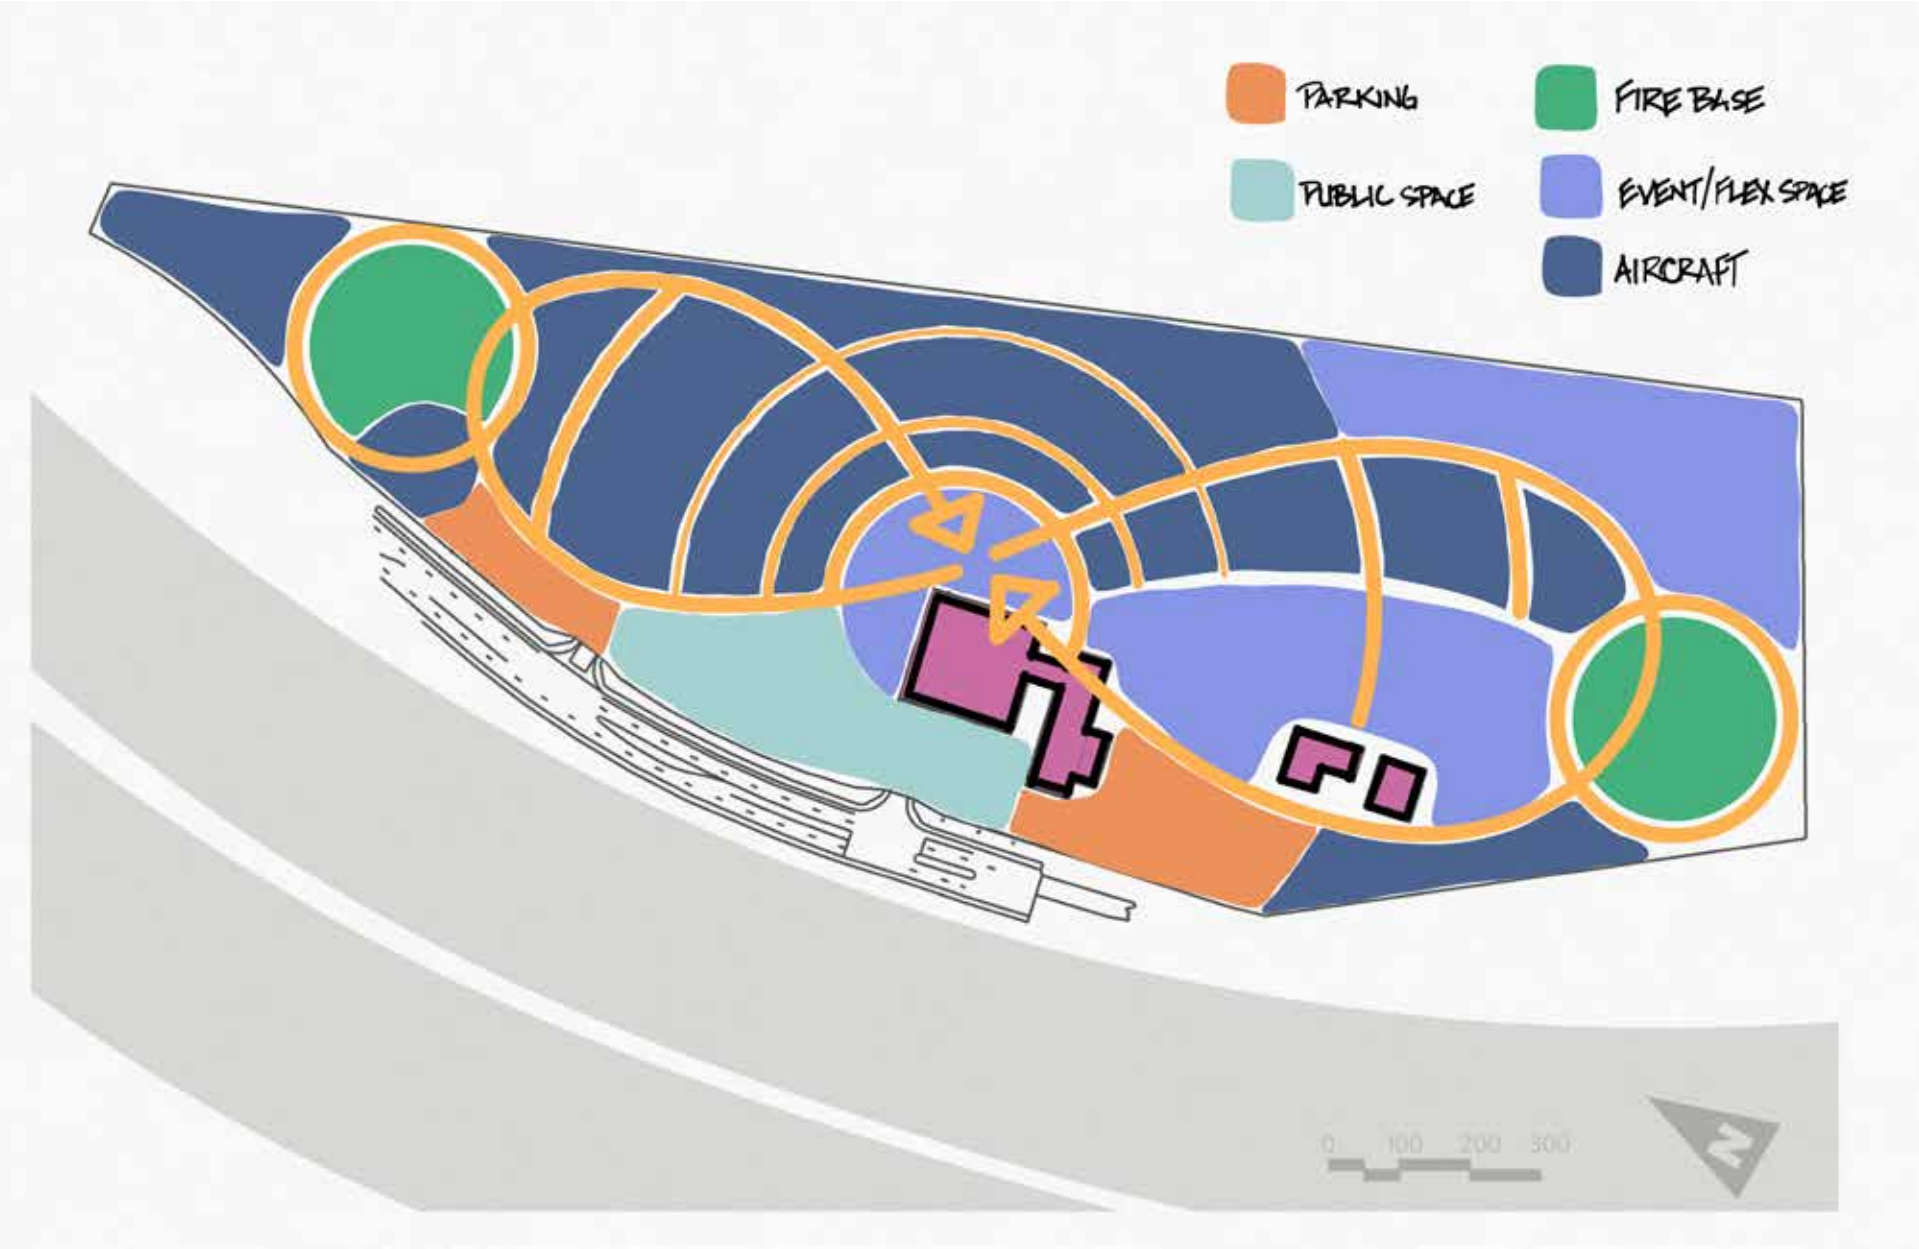 PARKING
FIRE BASE
PUBLIC SPACE
EVENT/FLEX SPACE
AIRCRAFT
0 100 200 300
N